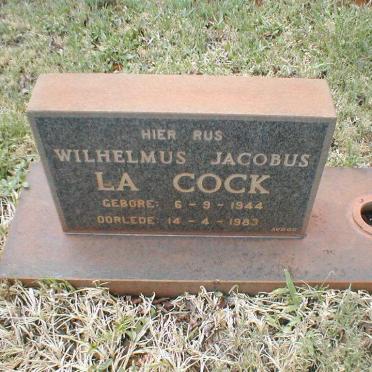 HIER RUS
WILHELMUS JACOBUS
LA COCK
GEBORE: 6-9-1944
OORLEDE: 14-4-1983